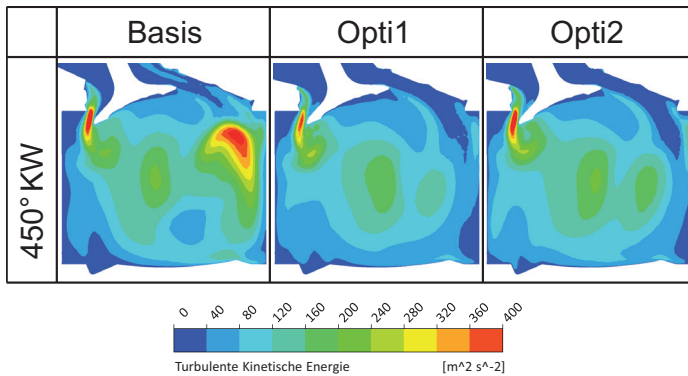 Basis Opti1 Opti2
450° KW
0 40 80 120 160 200 240 280 320 360 400
Turbulente Kinetische Energie [m^2 s^-2]